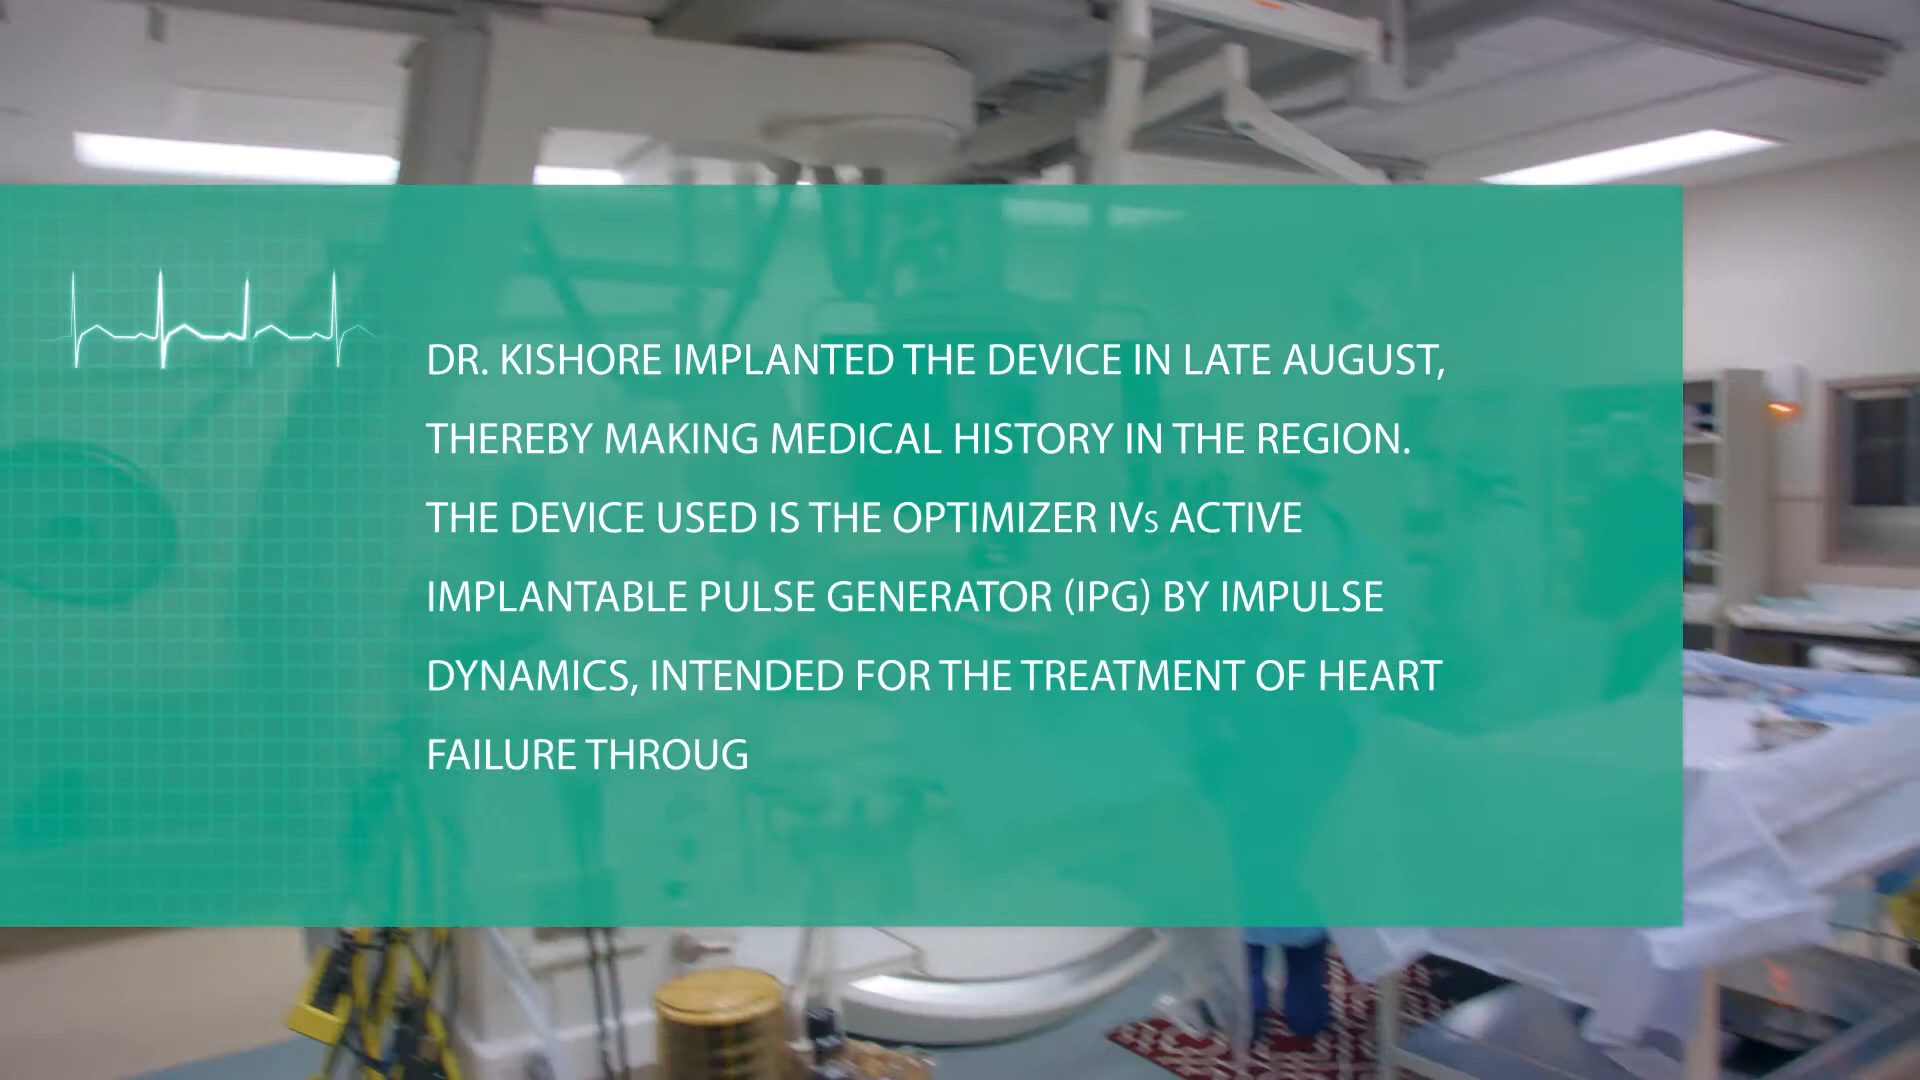 DR. KISHORE IMPLANTED THE DEVICE IN LATE AUGUST,
THEREBY MAKING MEDICAL HISTORY IN THE REGION.
THE DEVICE USED IS THE OPTIMIZER IVs ACTIVE
IMPLANTABLE PULSE GENERATOR (IPG) BY IMPULSE
DYNAMICS, INTENDED FOR THE TREATMENT OF HEART
FAILURE THROUG